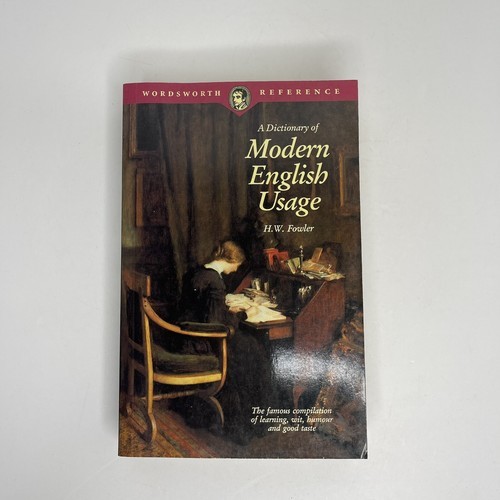 WORDSWORTH REFERENCE
A Dictionary of
Modern
English
Usage
H.W. Fowler
The famous compilation
of learning, wit, humour
and good taste